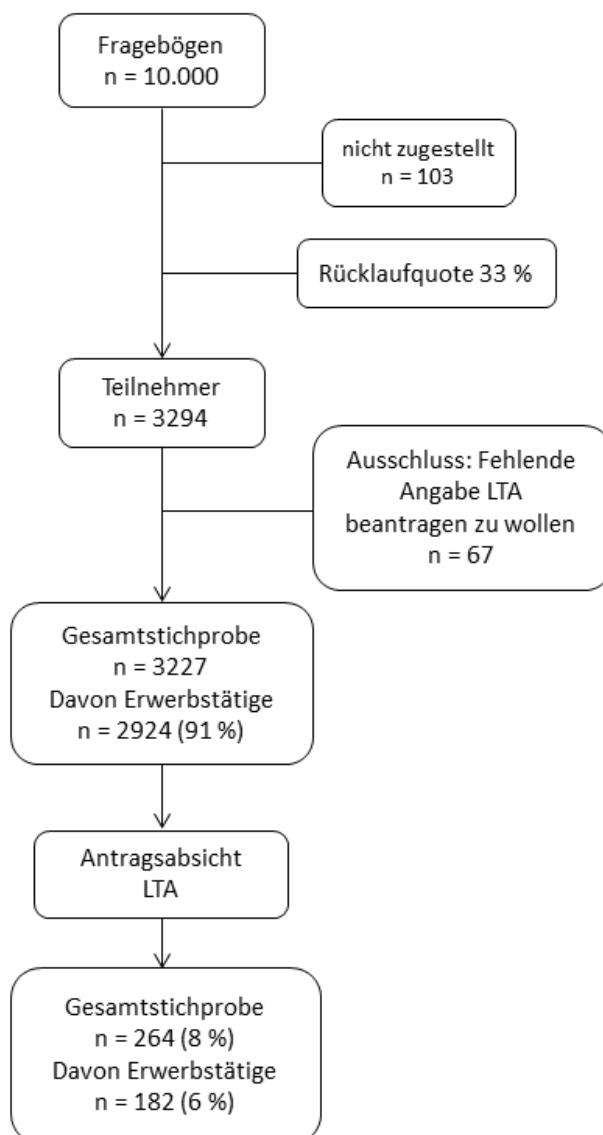 Fragebögen
n = 10.000
nicht zugestellt
n = 103
Rücklaufquote 33 %
Teilnehmer
n = 3294
Ausschluss: Fehlende
Angabe LTA
beantragen zu wollen
n = 67
Gesamtstichprobe
n = 3227
Davon Erwerbstätige
n = 2924 (91 %)
Antragsabsicht
LTA
Gesamtstichprobe
n = 264 (8 %)
Davon Erwerbstätige
n = 182 (6 %)